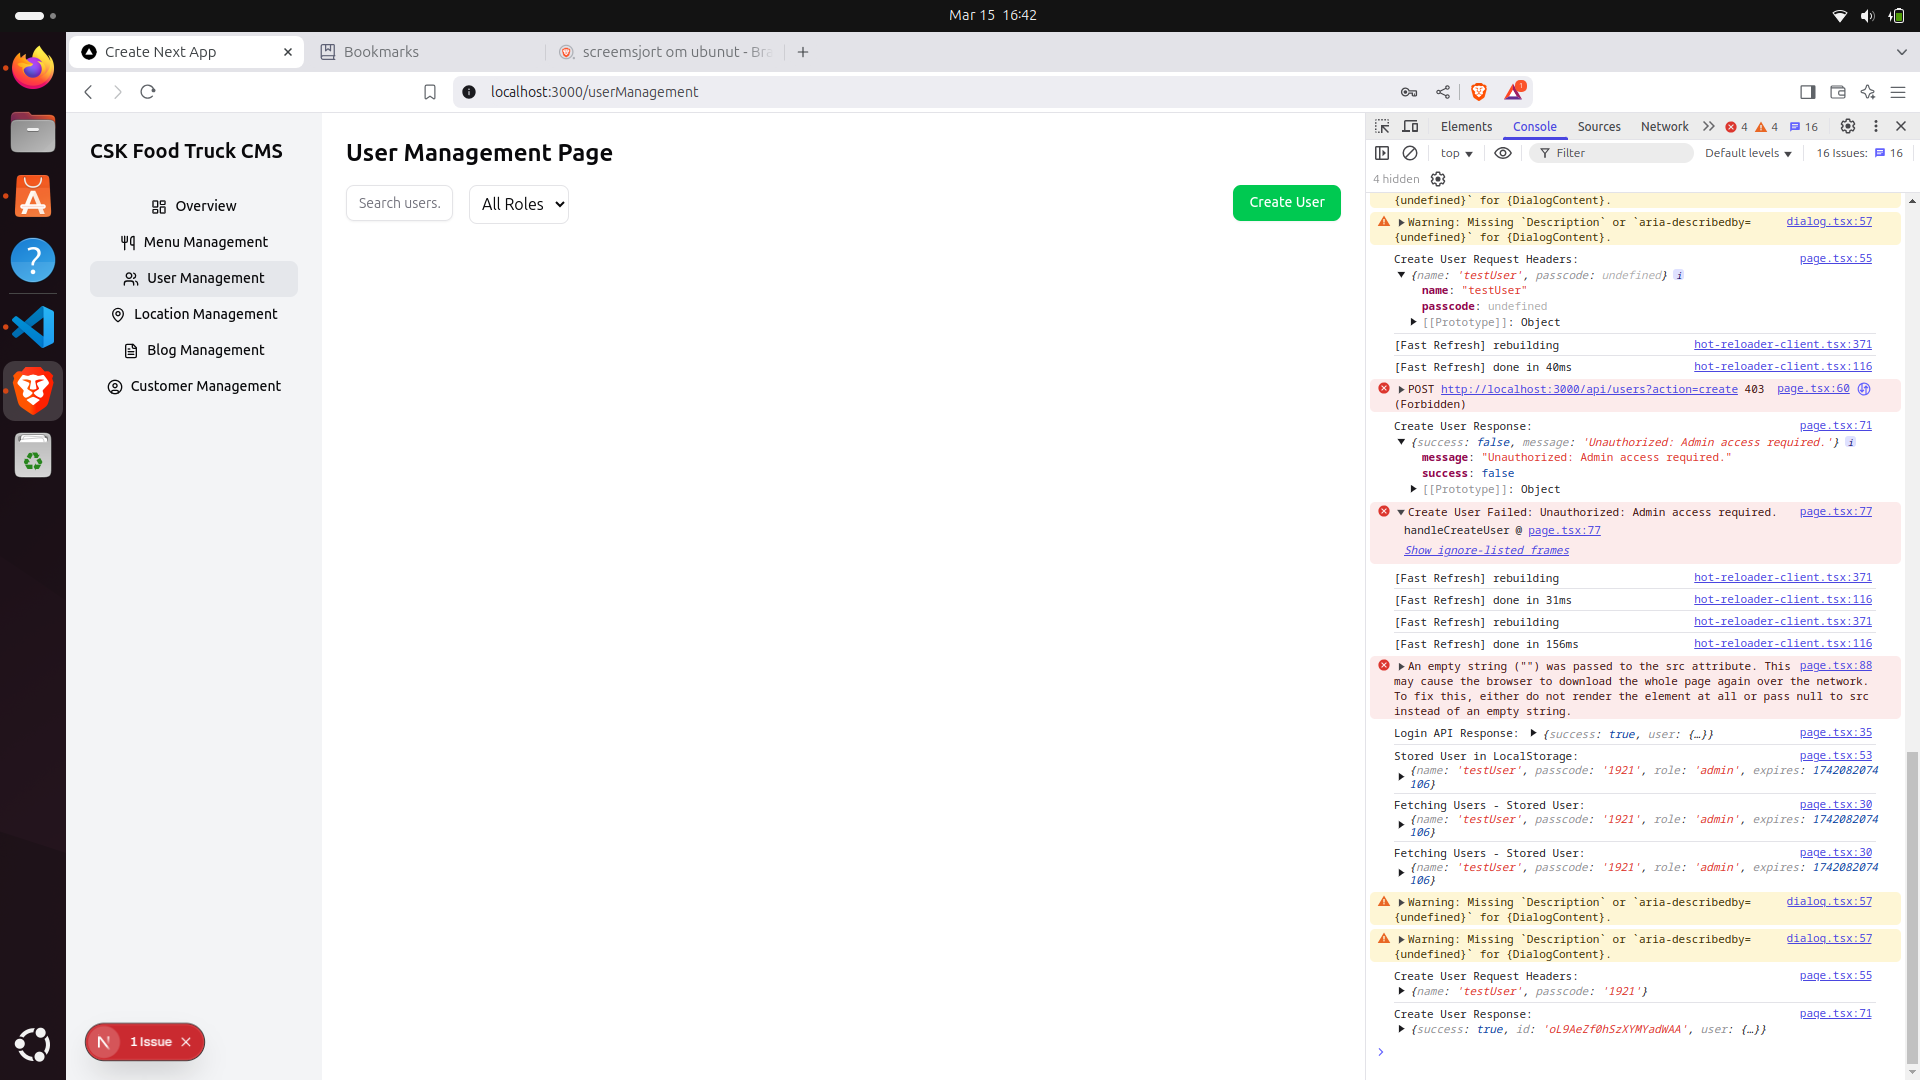 Mar 15 16:42
Create Next App
Bookmarks
screemsjort om ubunut - Bra
localhost:3000/userManagement
CSK Food Truck CMS
Overview
Menu Management
User Management
Location Management
Blog Management
Customer Management
N 1 Issue
User Management Page
Search users.
All Roles
Create User
Elements Console Sources Network 4 4 16
top Filter Default levels 16 Issues: 16
4 hidden
{undefined}` for {DialogContent}.
Warning: Missing `Description` or `aria-describedby= dialog.tsx:57
{undefined}` for {DialogContent}.
Create User Request Headers: page.tsx:55
{name: 'testUser', passcode: undefined} i
name: "testUser"
passcode: undefined
[[Prototype]]: Object
[Fast Refresh] rebuilding hot-reloader-client.tsx:371
[Fast Refresh] done in 40ms hot-reloader-client.tsx:116
POST http://localhost:3000/api/users?action=create 403 page.tsx:60
(Forbidden)
Create User Response: page.tsx:71
{success: false, message: 'Unauthorized: Admin access required.'} i
message: "Unauthorized: Admin access required."
success: false
[[Prototype]]: Object
Create User Failed: Unauthorized: Admin access required. page.tsx:77
handleCreateUser @ page.tsx:77
Show ignore-listed frames
[Fast Refresh] rebuilding hot-reloader-client.tsx:371
[Fast Refresh] done in 31ms hot-reloader-client.tsx:116
[Fast Refresh] rebuilding hot-reloader-client.tsx:371
[Fast Refresh] done in 156ms hot-reloader-client.tsx:116
An empty string ("") was passed to the src attribute. This page.tsx:88
may cause the browser to download the whole page again over the network.
To fix this, either do not render the element at all or pass null to src
instead of an empty string.
Login API Response: {success: true, user: {…}} page.tsx:35
Stored User in LocalStorage: page.tsx:53
{name: 'testUser', passcode: '1921', role: 'admin', expires: 1742082074
106}
Fetching Users - Stored User: page.tsx:30
{name: 'testUser', passcode: '1921', role: 'admin', expires: 1742082074
106}
Fetching Users - Stored User: page.tsx:30
{name: 'testUser', passcode: '1921', role: 'admin', expires: 1742082074
106}
Warning: Missing `Description` or `aria-describedby= dialog.tsx:57
{undefined}` for {DialogContent}.
Warning: Missing `Description` or `aria-describedby= dialog.tsx:57
{undefined}` for {DialogContent}.
Create User Request Headers: page.tsx:55
{name: 'testUser', passcode: '1921'}
Create User Response: page.tsx:71
{success: true, id: 'oL9AeZf0hSzXYMYadWAA', user: {…}}